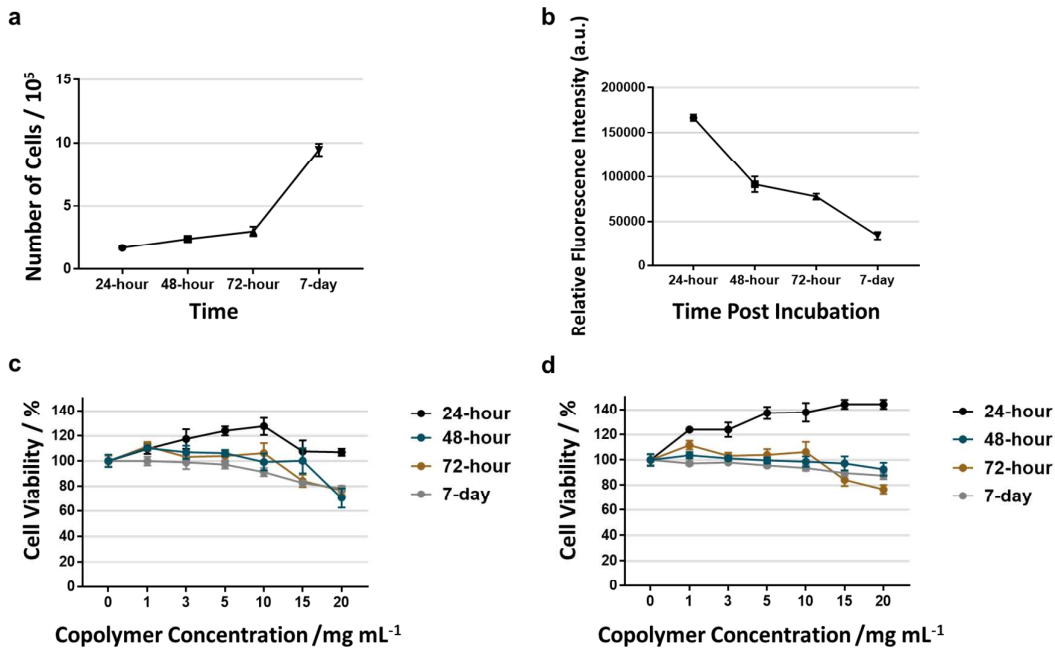 a
Number of Cells / 10⁵
15
10
5
0
24-hour 48-hour 72-hour 7-day
Time
b
Relative Fluorescence Intensity (a.u.)
200000
150000
100000
50000
0
24-hour 48-hour 72-hour 7-day
Time Post Incubation
c
Cell Viability / %
140
120
100
80
60
40
20
0
0 1 3 5 10 15 20
Copolymer Concentration /mg mL⁻¹
24-hour
48-hour
72-hour
7-day
d
Cell Viability / %
140
120
100
80
60
40
20
0
0 1 3 5 10 15 20
Copolymer Concentration /mg mL⁻¹
24-hour
48-hour
72-hour
7-day